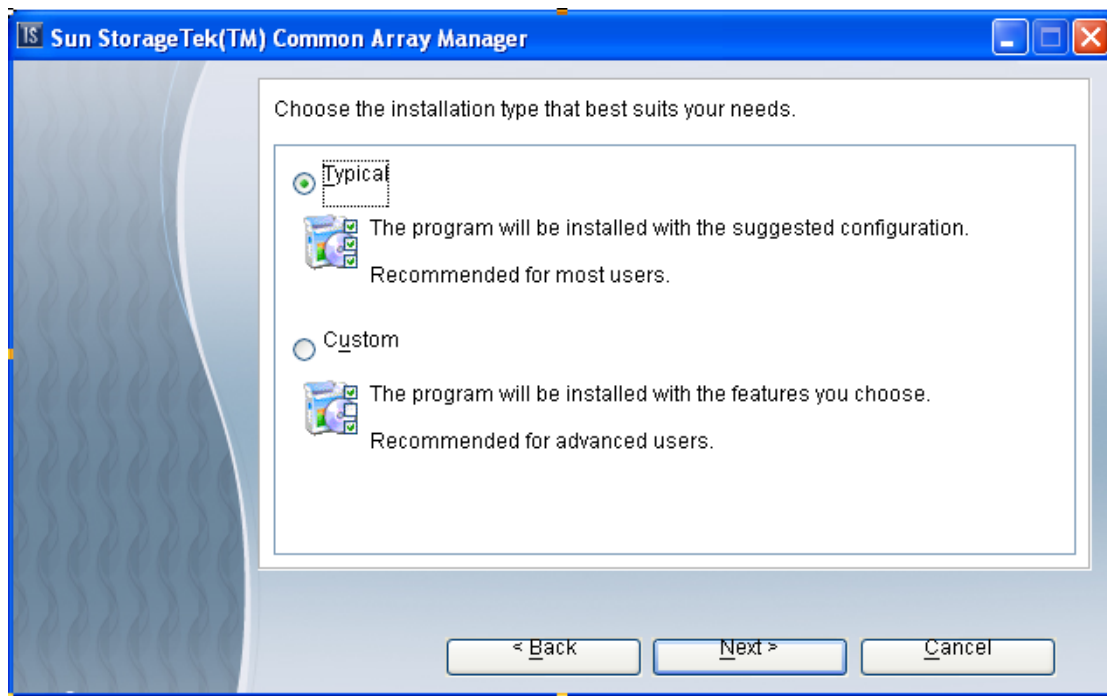 IS Sun StorageTek(TM) Common Array Manager
Choose the installation type that best suits your needs.
Typical
The program will be installed with the suggested configuration.
Recommended for most users.
Custom
The program will be installed with the features you choose.
Recommended for advanced users.
< Back Next > Cancel